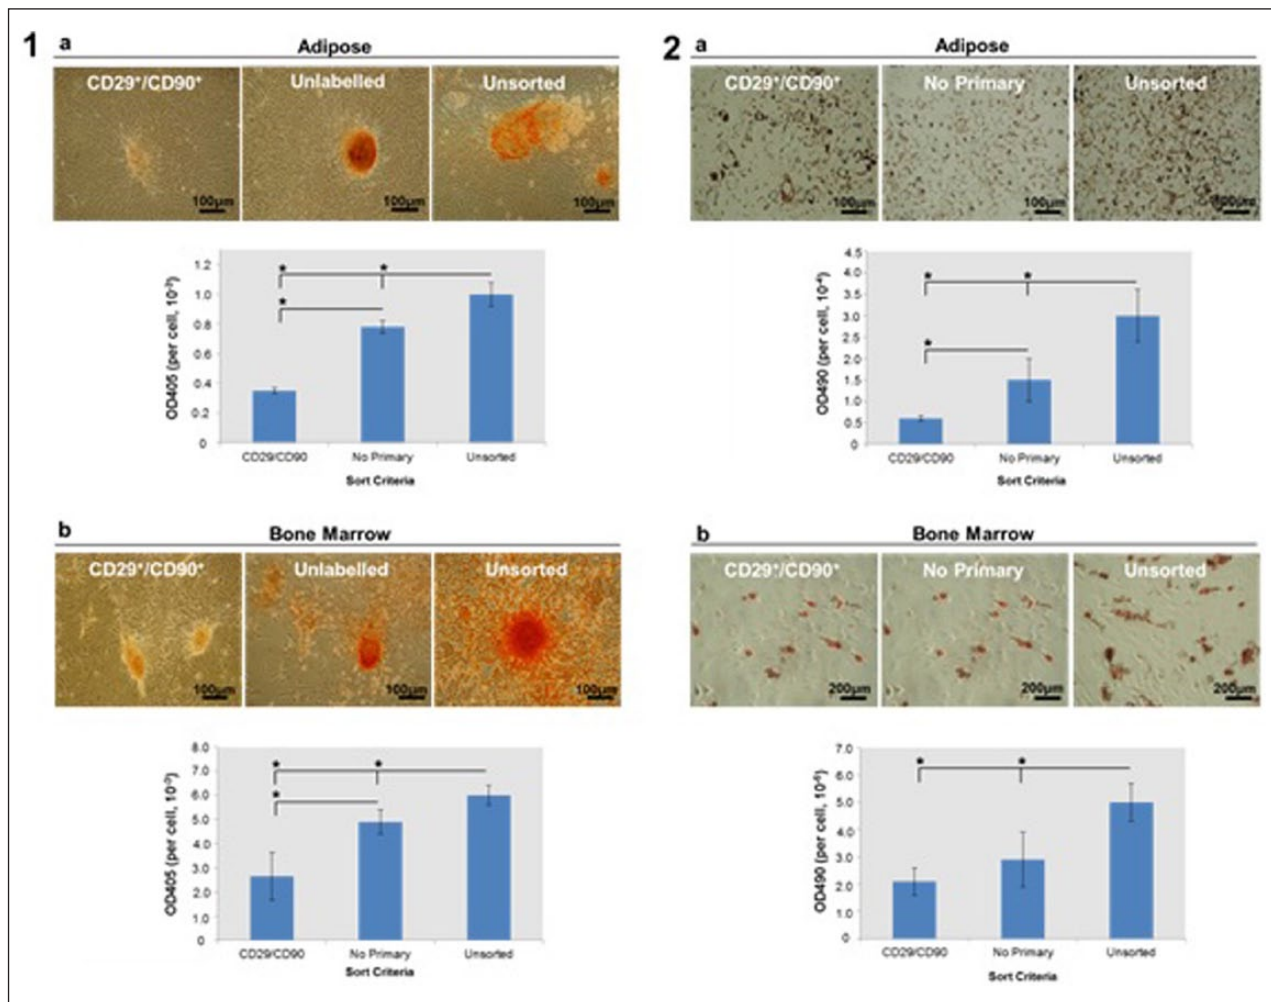 1
a
Adipose
CD29+/CD90+ Unlabelled Unsorted
100µm 100µm 100µm
OD405 (per cell, 10-3)
1.2
1.0
0.8
0.6
0.4
0.2
0
* *
*
CD29/CD90 No Primary Unsorted
Sort Criteria
b
Bone Marrow
CD29+/CD90+ Unlabelled Unsorted
100µm 100µm 100µm
OD405 (per cell, 10-3)
8.0
7.0
6.0
5.0
4.0
3.0
2.0
1.0
0
* *
*
CD29/CD90 No Primary Unsorted
Sort Criteria
2
a
Adipose
CD29+/CD90+ No Primary Unsorted
100µm 100µm 100µm
OD490 (per cell, 10-4)
4.5
4.0
3.5
3.0
2.5
2.0
1.5
1.0
0.5
0
* *
*
CD29/CD90 No Primary Unsorted
Sort Criteria
b
Bone Marrow
CD29+/CD90+ No Primary Unsorted
200µm 200µm 200µm
OD490 (per cell,
7.0
6.0
5.0
4.0
3.0
2.0
1.0
0
* *
CD29/CD90 No Primary Unsorted
Sort Criteria